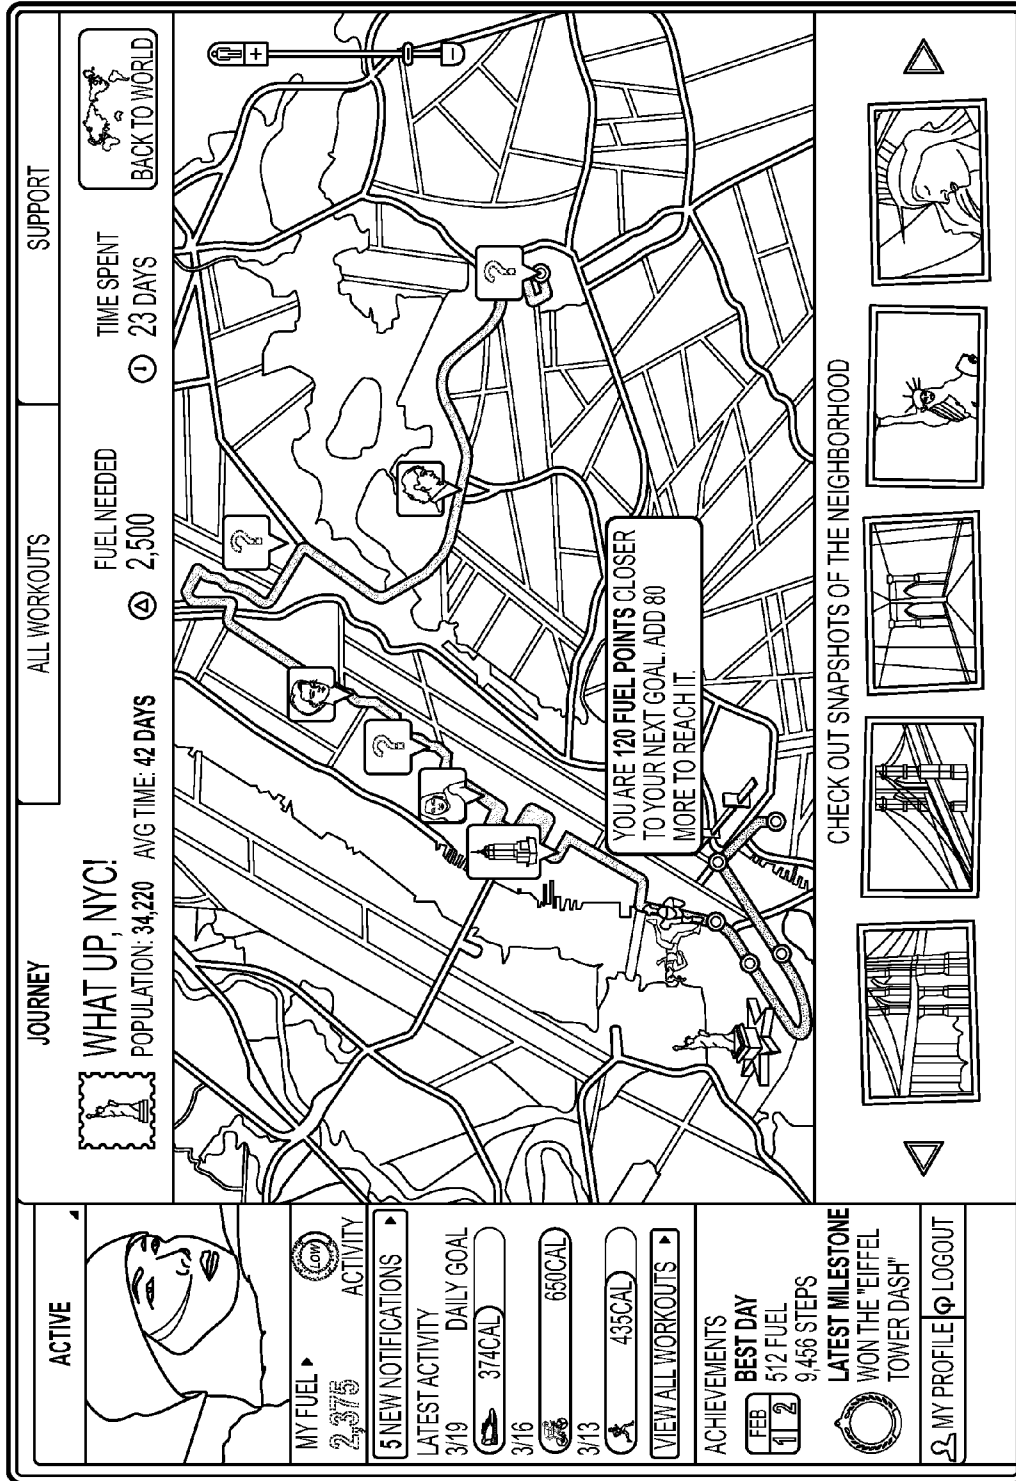 ACTIVE
MY FUEL
2,375
LOW
ACTIVITY
5 NEW NOTIFICATIONS
LATEST ACTIVITY
3/19 DAILY GOAL
374CAL
3/16
650CAL
3/13
435CAL
VIEW ALL WORKOUTS
ACHIEVEMENTS
FEB
1 2
BEST DAY
512 FUEL
9,456 STEPS
LATEST MILESTONE
WON THE "EIFFEL
TOWER DASH"
MY PROFILE
LOGOUT
JOURNEY
ALL WORKOUTS
SUPPORT
WHAT UP, NYC!
POPULATION: 34,220 AVG TIME: 42 DAYS
FUEL NEEDED
2,500
TIME SPENT
23 DAYS
BACK TO WORLD
+
−
?
?
?
YOU ARE 120 FUEL POINTS CLOSER
TO YOUR NEXT GOAL. ADD 80
MORE TO REACH IT.
CHECK OUT SNAPSHOTS OF THE NEIGHBORHOOD